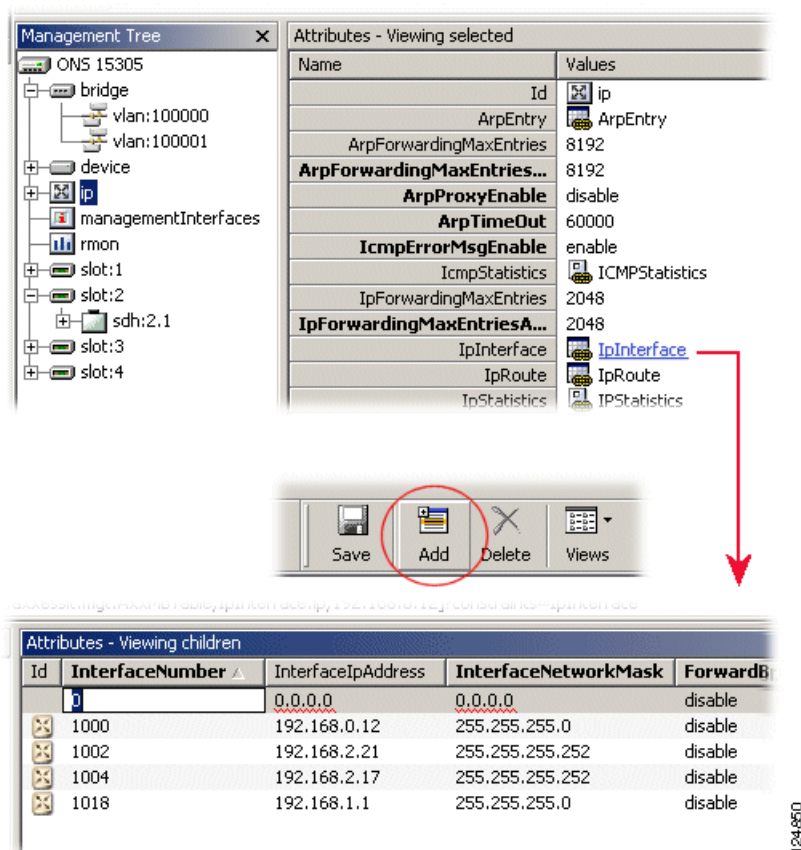 Management Tree x
ONS 15305
bridge
vlan:100000
vlan:100001
device
ip
managementInterfaces
rmon
slot:1
slot:2
sdh:2.1
slot:3
slot:4
Attributes - Viewing selected
Name Values
Id ip
ArpEntry ArpEntry
ArpForwardingMaxEntries 8192
ArpForwardingMaxEntries... 8192
ArpProxyEnable disable
ArpTimeOut 60000
IcmpErrorMsgEnable enable
IcmpStatistics ICMPStatistics
IpForwardingMaxEntries 2048
IpForwardingMaxEntriesA... 2048
IpInterface IpInterface
IpRoute IpRoute
IpStatistics IPStatistics
Save Add Delete Views
Attributes - Viewing children
Id InterfaceNumber InterfaceIpAddress InterfaceNetworkMask ForwardB
0 0.0.0.0 0.0.0.0 disable
1000 192.168.0.12 255.255.255.0 disable
1002 192.168.2.21 255.255.255.252 disable
1004 192.168.2.17 255.255.255.252 disable
1018 192.168.1.1 255.255.255.0 disable
124850